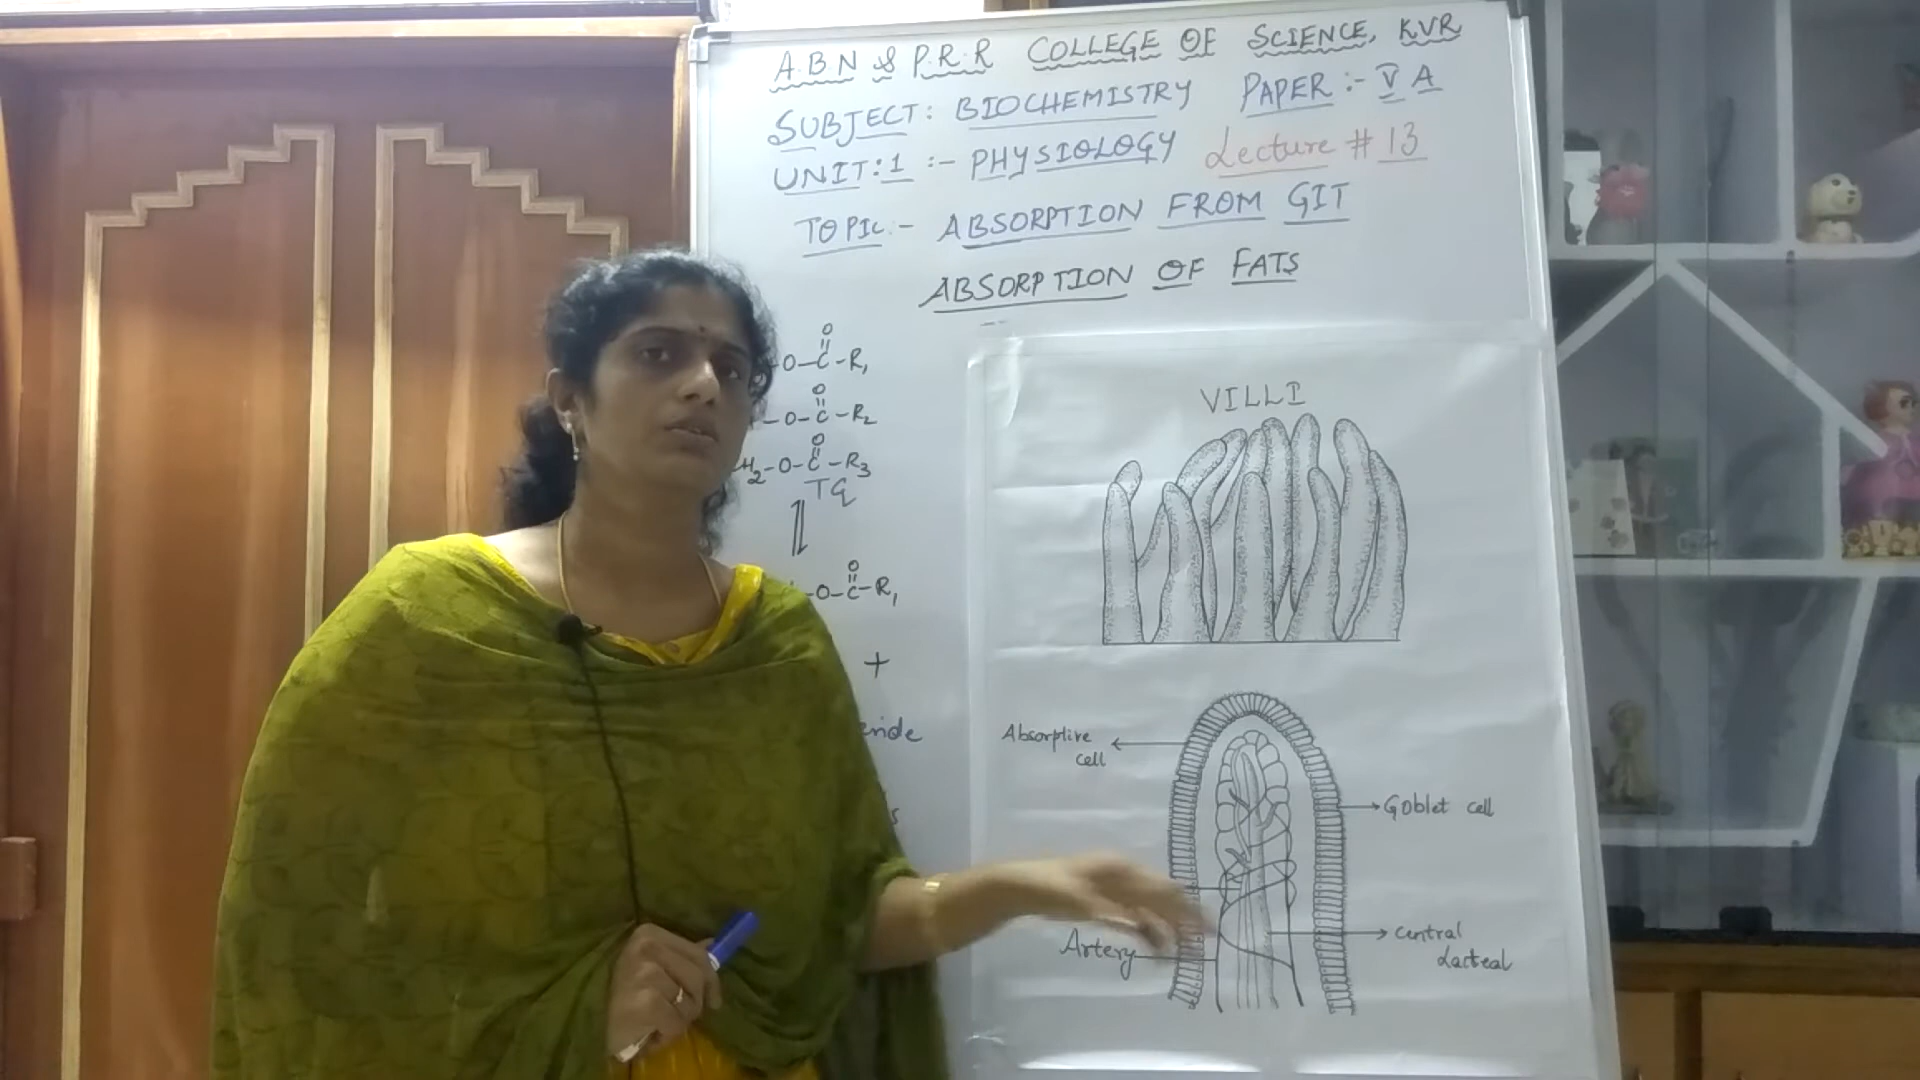 A.B.N & P.R.R COLLEGE OF SCIENCE, KVR
SUBJECT: BIOCHEMISTRY PAPER:- V A
UNIT:1 :- PHYSIOLOGY Lecture # 13
TOPIC:- ABSORPTION FROM GIT
ABSORPTION OF FATS
O
O-C-R1
O
-O-C-R2
O
H2-O-C-R3
TG
O
-O-C-R1
+
VILLI
Absorptive cell
Goblet cell
Artery
Central Lacteal